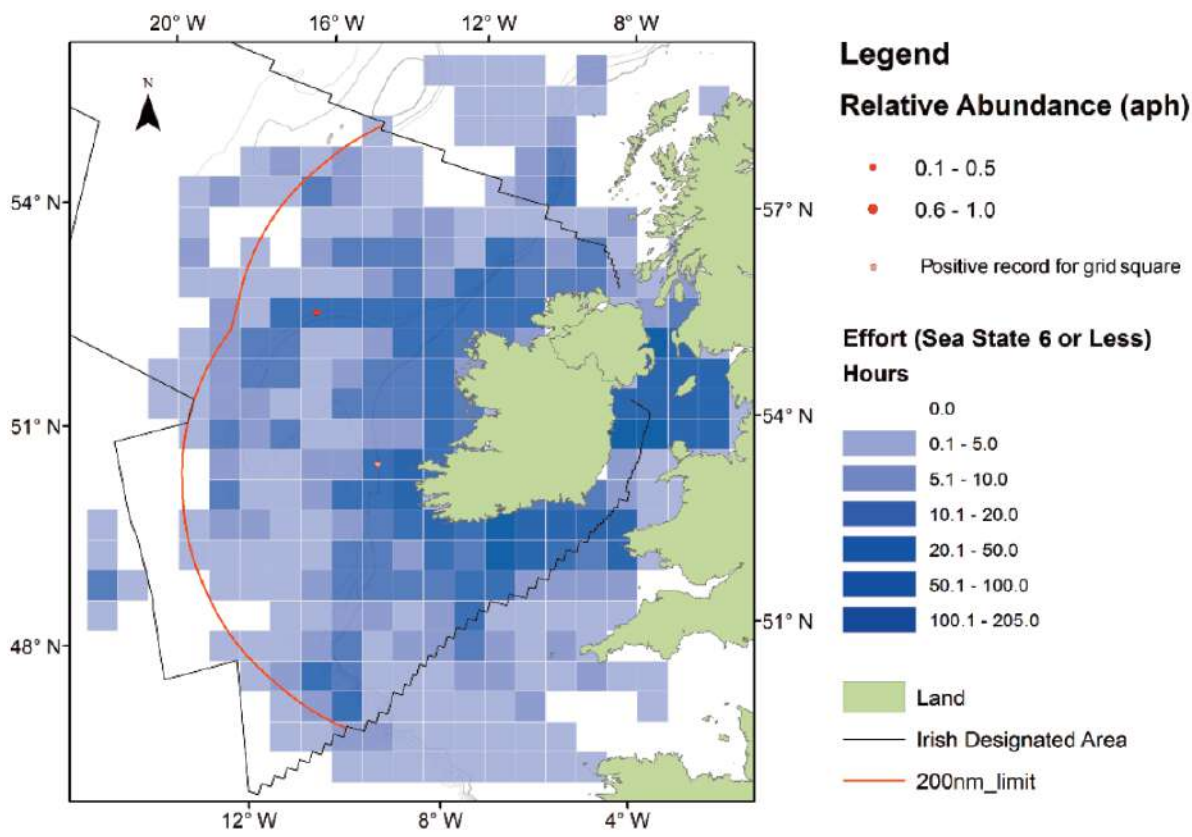 20° W 16° W 12° W 8° W
N
54° N
57° N
51° N
54° N
48° N
51° N
12° W 8° W 4° W
Legend
Relative Abundance (aph)
0.1 - 0.5
0.6 - 1.0
Positive record for grid square
Effort (Sea State 6 or Less)
Hours
0.0
0.1 - 5.0
5.1 - 10.0
10.1 - 20.0
20.1 - 50.0
50.1 - 100.0
100.1 - 205.0
Land
Irish Designated Area
200nm_limit